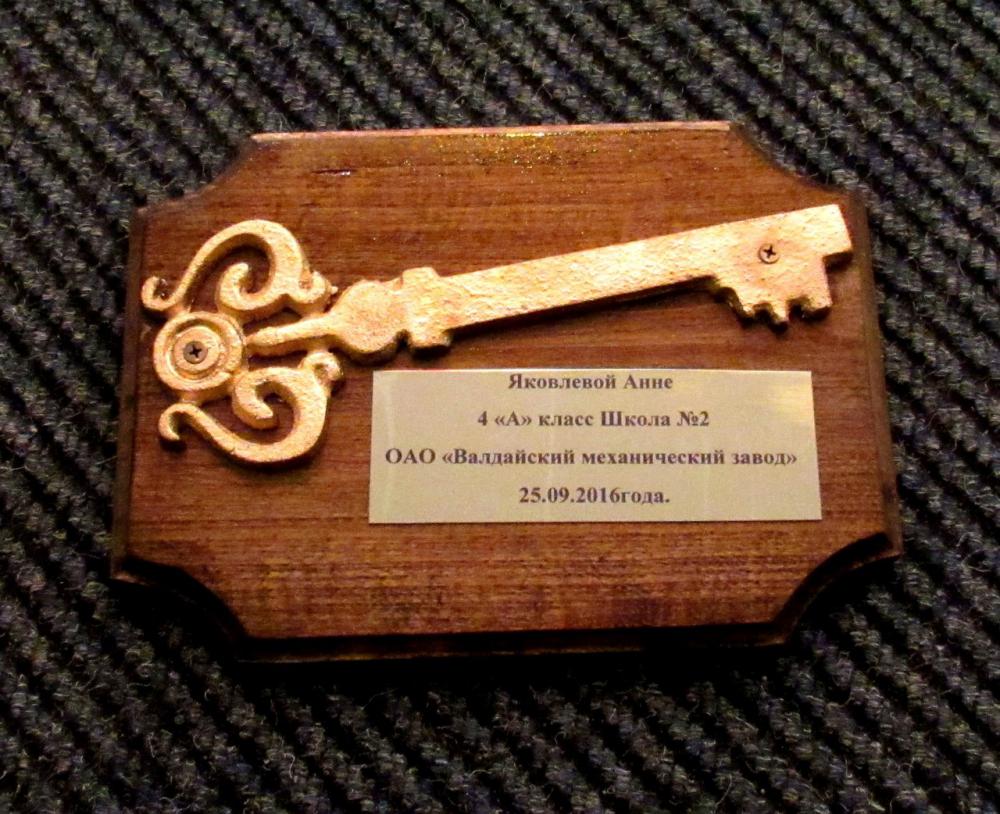 Яковлевой Анне
4 «А» класс Школа №2
ОАО «Валдайский механический завод»
25.09.2016года.